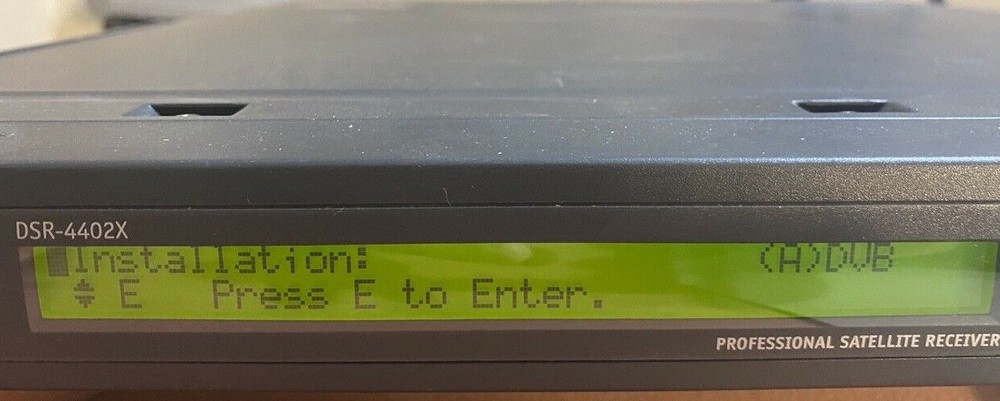 DSR-4402X
Installation: (A)DVB
E Press E to Enter.
PROFESSIONAL SATELLITE RECEIVER